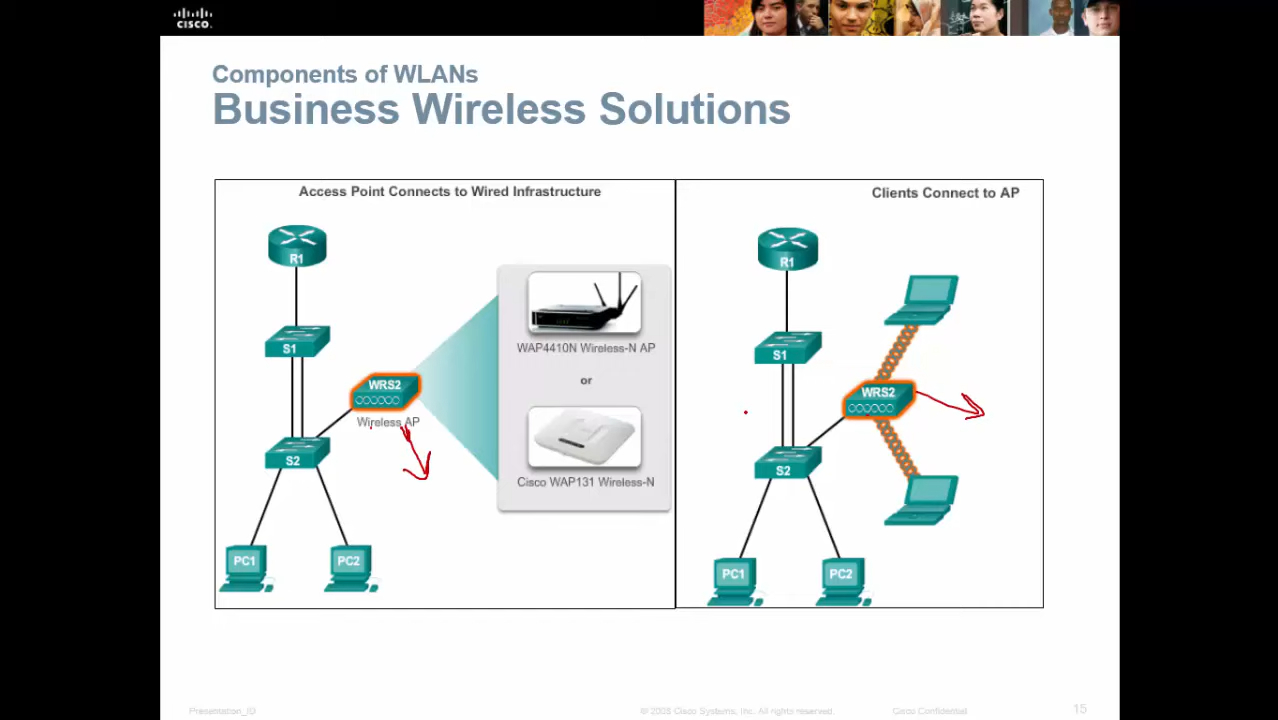 CISCO.
Components of WLANs
Business Wireless Solutions
Access Point Connects to Wired Infrastructure
R1
S1
WRS2
Wireless AP
S2
PC1
PC2
WAP4410N Wireless-N AP
or
Cisco WAP131 Wireless-N
Clients Connect to AP
R1
S1
WRS2
S2
PC1
PC2
Presentation_ID
© 2008 Cisco Systems, Inc. All rights reserved.
Cisco Confidential
15